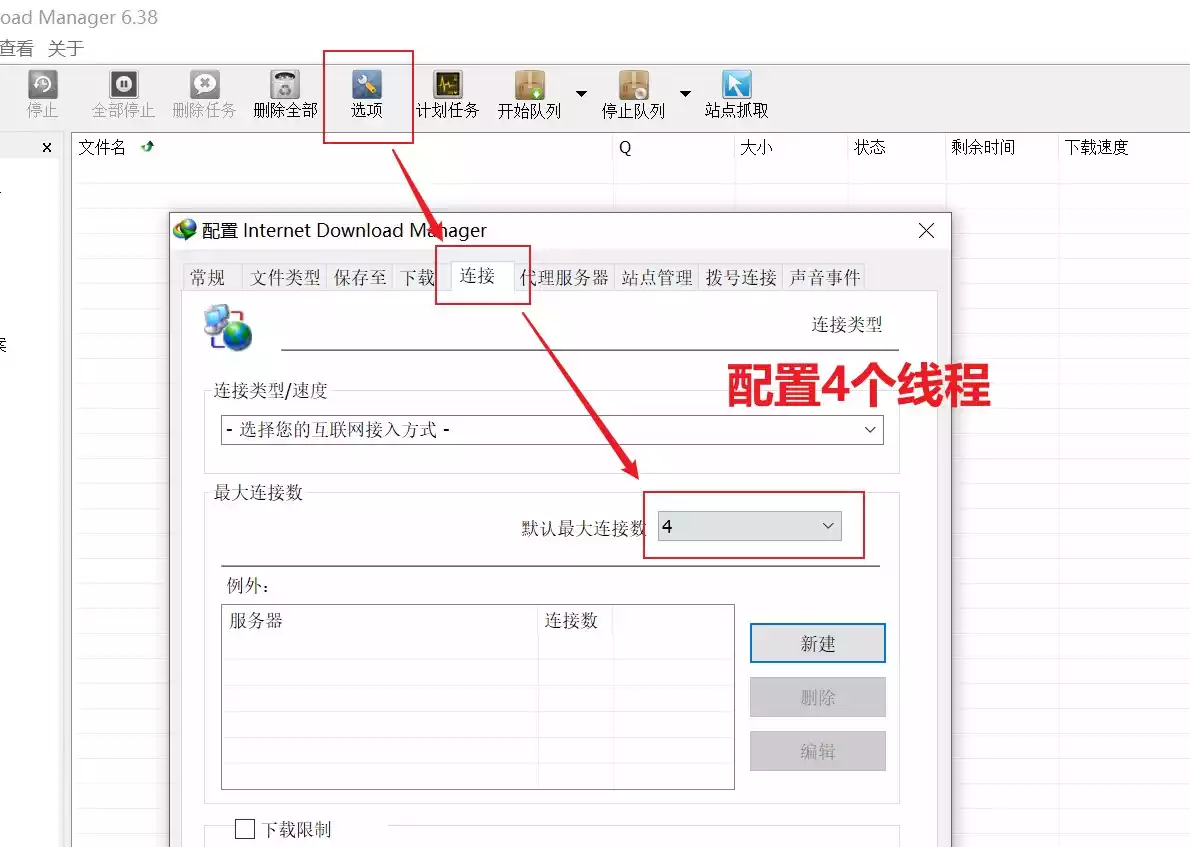 oad Manager 6.38
查看 关于
停止 全部停止 删除任务 删除全部 选项 计划任务 开始队列 停止队列 站点抓取
文件名 Q 大小 状态 剩余时间 下载速度
配置 Internet Download Manager
常规 文件类型 保存至 下载 连接 代理服务器 站点管理 拨号连接 声音事件
连接类型
配置4个线程
连接类型/速度
- 选择您的互联网接入方式 -
最大连接数
默认最大连接数 4
例外:
服务器 连接数
新建
删除
编辑
下载限制